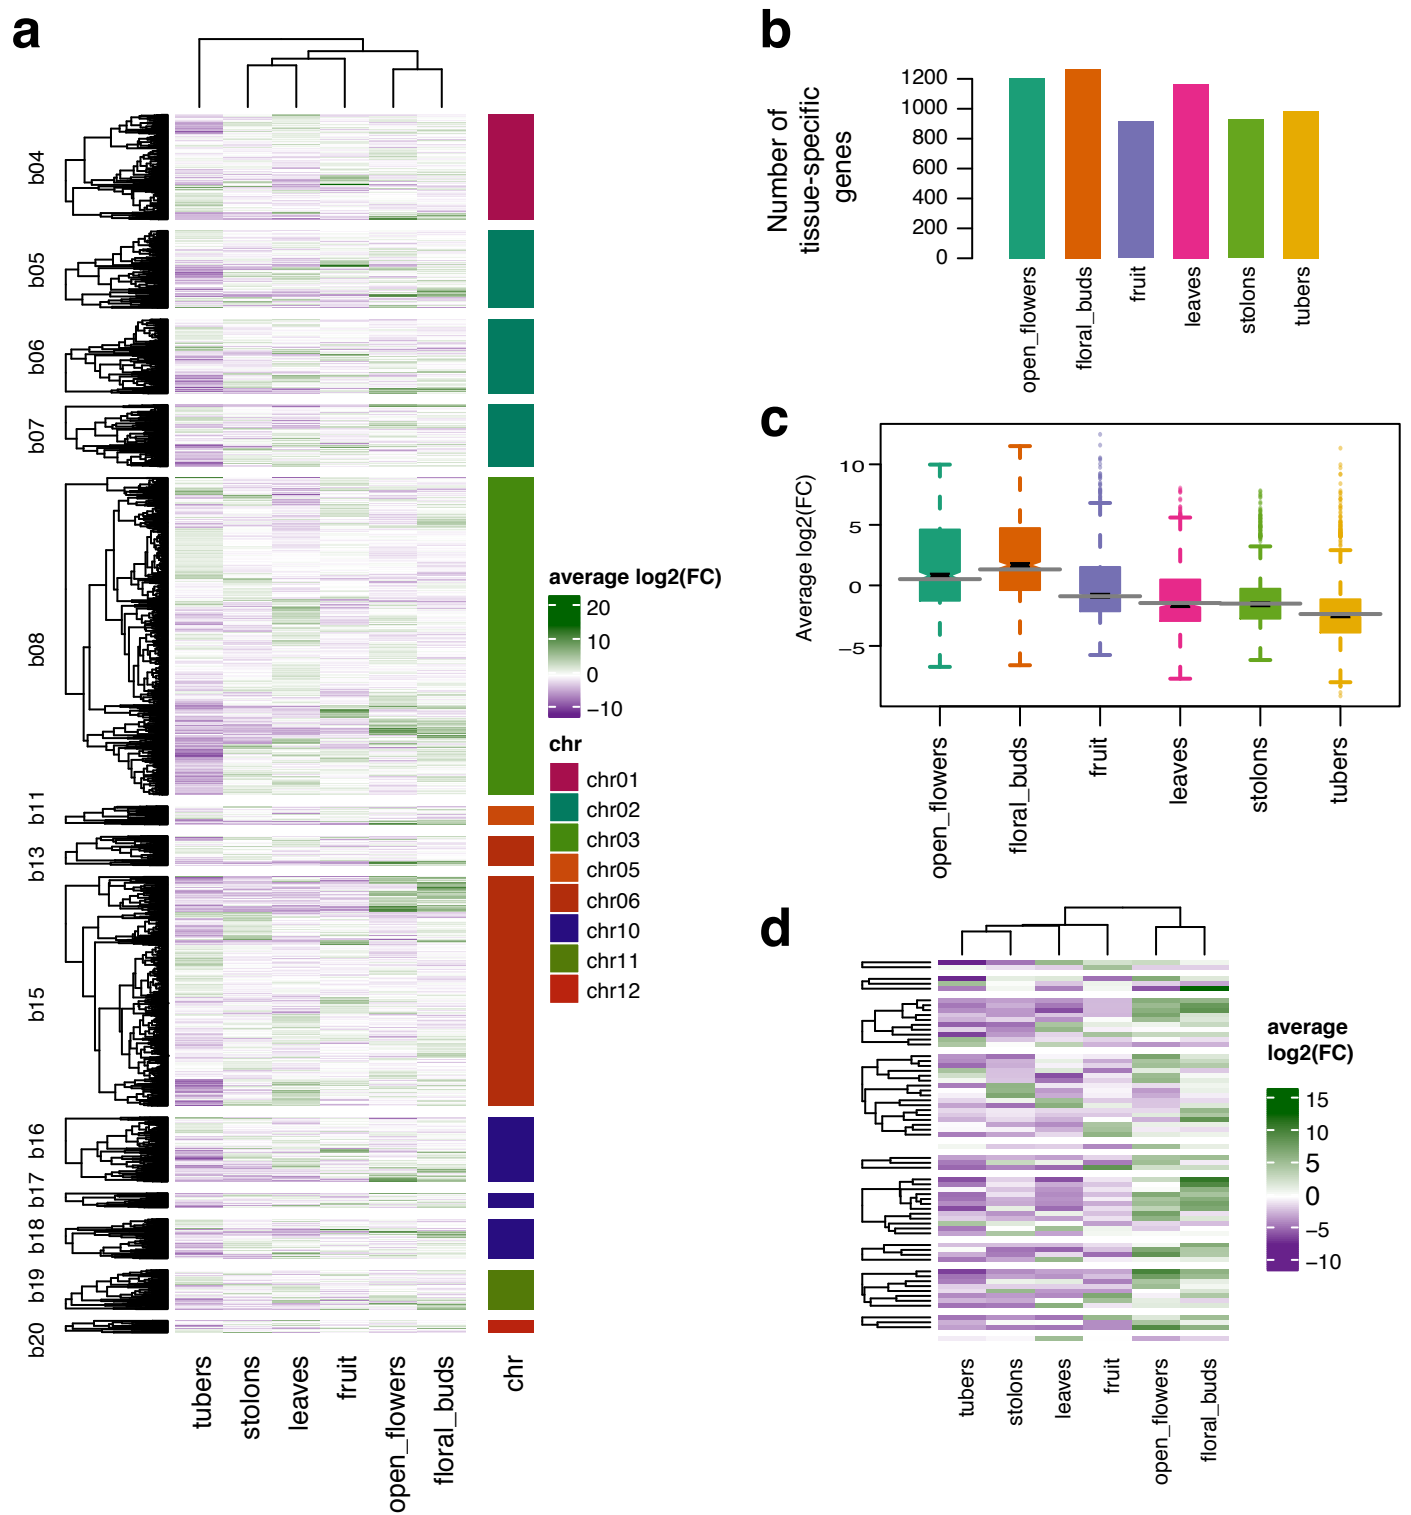 a
b04
b05
b06
b07
b08
b11
b13
b15
b16
b17
b18
b19
b20
tubers
stolons
leaves
fruit
open_flowers
floral_buds
chr
average log2(FC)
20
10
0
−10
chr
chr01
chr02
chr03
chr05
chr06
chr10
chr11
chr12
b
Number of
tissue-specific
genes
1200
1000
800
600
400
200
0
open_flowers
floral_buds
fruit
leaves
stolons
tubers
c
Average log2(FC)
10
5
0
−5
open_flowers
floral_buds
fruit
leaves
stolons
tubers
d
average
log2(FC)
15
10
5
0
−5
−10
tubers
stolons
leaves
fruit
open_flowers
floral_buds